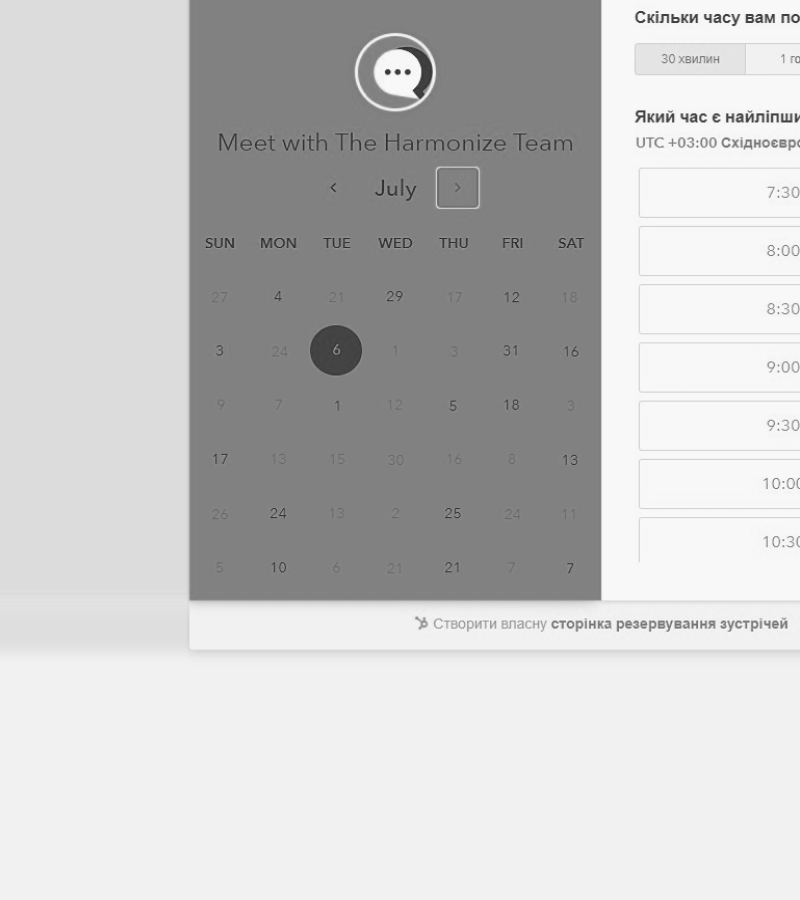 Meet with The Harmonize Team
July
SUN MON TUE WED THU FRI SAT
27 4 21 29 17 12 18
3 24 6 1 3 31 16
9 7 1 12 5 18 3
17 13 15 30 16 8 13
26 24 13 2 25 24 11
5 10 6 21 21 7 7
Скільки часу вам по
30 хвилин 1 го
Який час є найліпши
UTC +03:00 Східноєвро
7:30
8:00
8:30
9:00
9:30
10:00
10:30
Створити власну сторінка резервування зустрічей